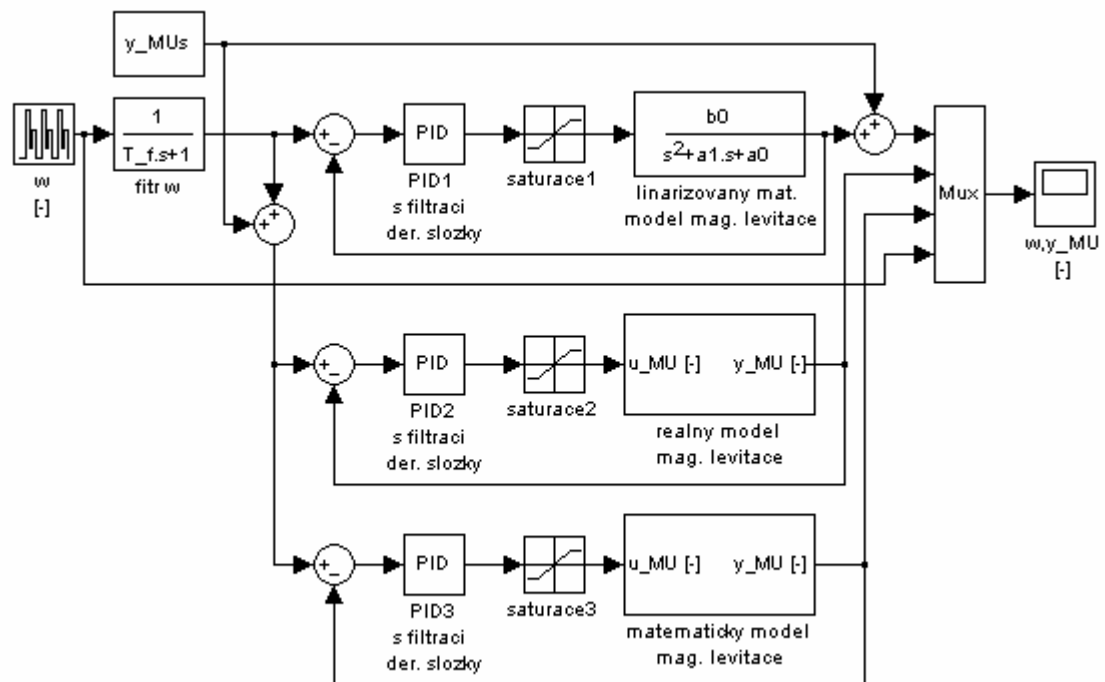 y_MUs
w
[-]
1
T_f.s+1
fitr w
+
-
PID
PID1
s filtraci
der. slozky
saturace1
b0
s2+a1.s+a0
linarizovany mat.
model mag. levitace
+
+
Mux
w,y_MU
[-]
+
+
+
-
PID
PID2
s filtraci
der. slozky
saturace2
u_MU [-] y_MU [-]
realny model
mag. levitace
+
-
PID
PID3
s filtraci
der. slozky
saturace3
u_MU [-] y_MU [-]
matematicky model
mag. levitace